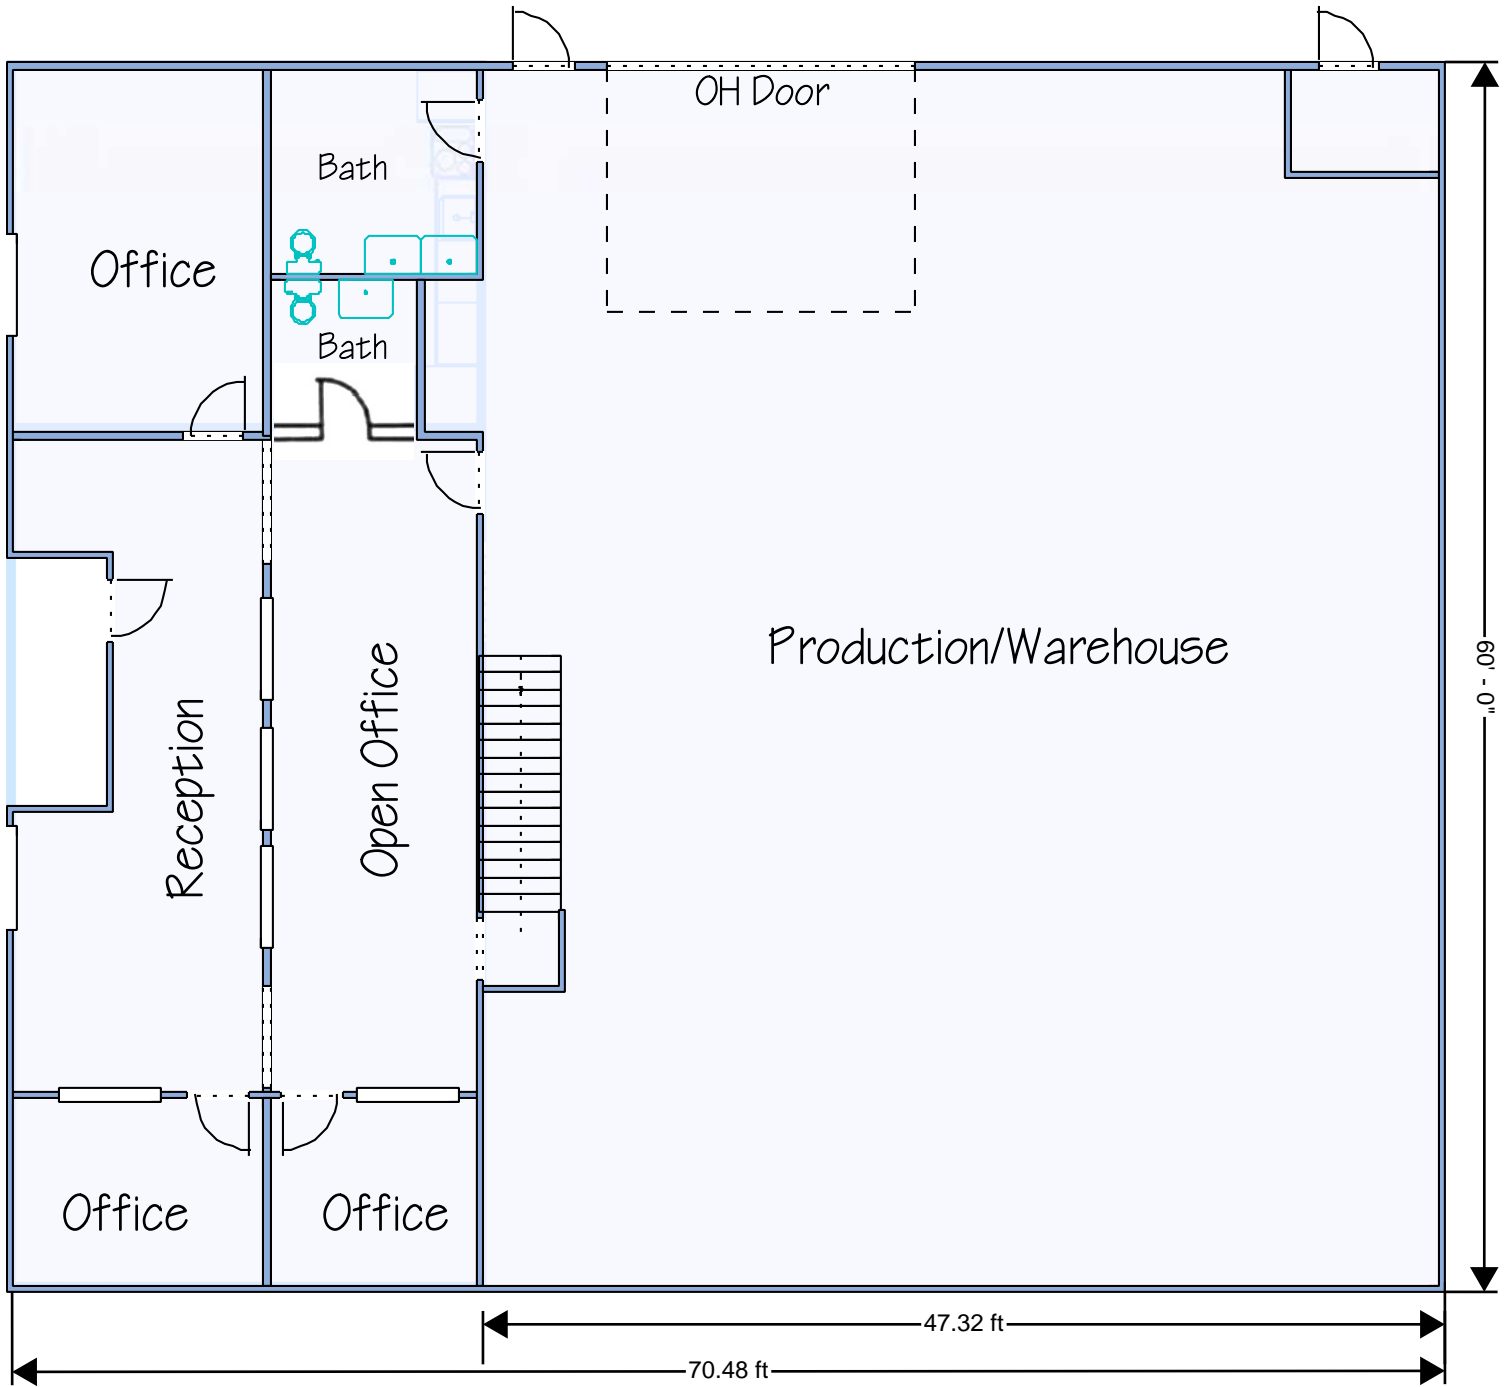 OH Door
Bath
Office
Bath
Production/Warehouse
60' - 0"
Open Office
Reception
Office
Office
47.32 ft
70.48 ft